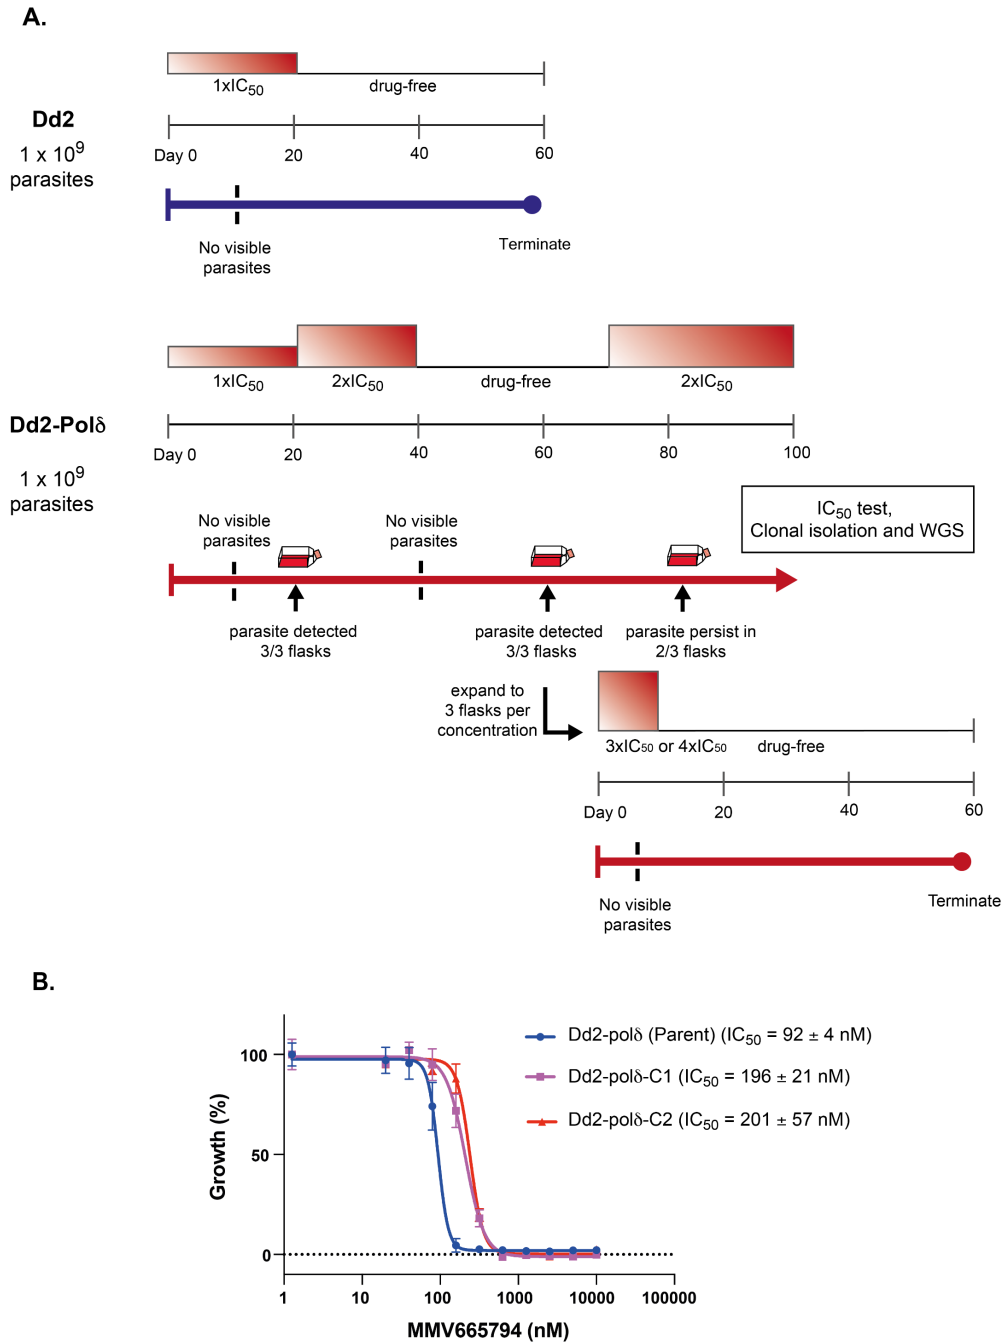 A.
1xIC50
drug-free
Dd2
1 x 10⁹
parasites
Day 0
20
40
60
No visible
parasites
Terminate
1xIC50
2xIC50
drug-free
2xIC50
Dd2-Polδ
Day 0
20
40
60
80
100
1 x 10⁹
parasites
IC50 test,
Clonal isolation and WGS
No visible
parasites
No visible
parasites
parasite detected
3/3 flasks
parasite detected
3/3 flasks
parasite persist in
2/3 flasks
expand to
3 flasks per
concentration
3xIC50 or 4xIC50
drug-free
Day 0
20
40
60
No visible
parasites
Terminate
B.
Growth (%)
100
50
0
1
10
100
1000
10000
100000
MMV665794 (nM)
Dd2-polδ (Parent) (IC50 = 92 ± 4 nM)
Dd2-polδ-C1 (IC50 = 196 ± 21 nM)
Dd2-polδ-C2 (IC50 = 201 ± 57 nM)